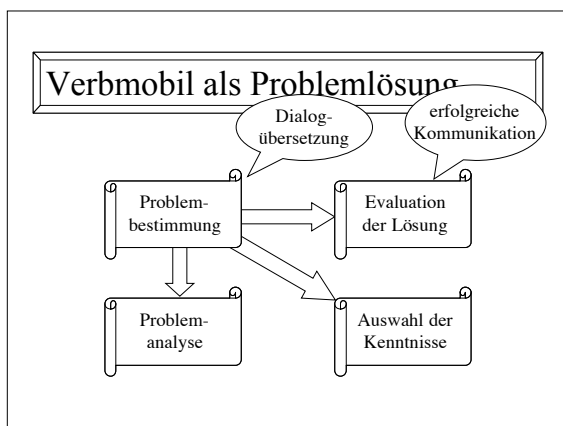 Verbmobil als Problemlösung
Dialog-
übersetzung
erfolgreiche
Kommunikation
Problem-
bestimmung
Evaluation
der Lösung
Problem-
analyse
Auswahl der
Kenntnisse